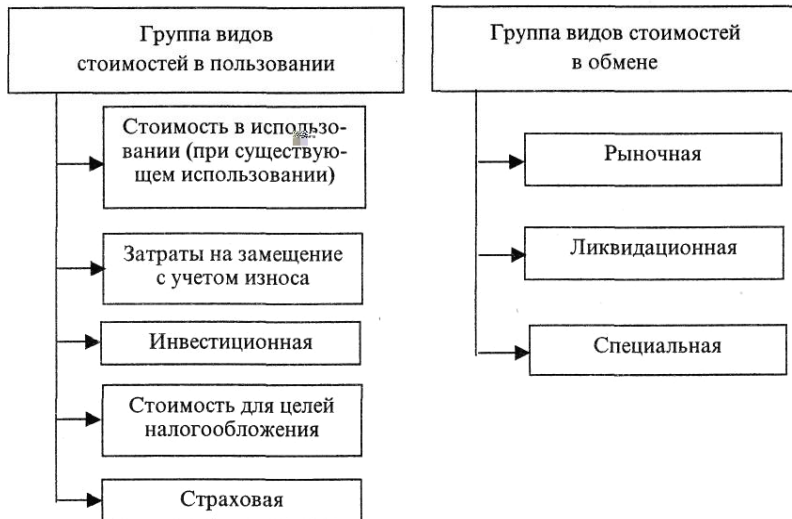 Группа видов
стоимостей в пользовании
Стоимость в использо-
вании (при существую-
щем использовании)
Затраты на замещение
с учетом износа
Инвестиционная
Стоимость для целей
налогообложения
Страховая
Группа видов стоимостей
в обмене
Рыночная
Ликвидационная
Специальная